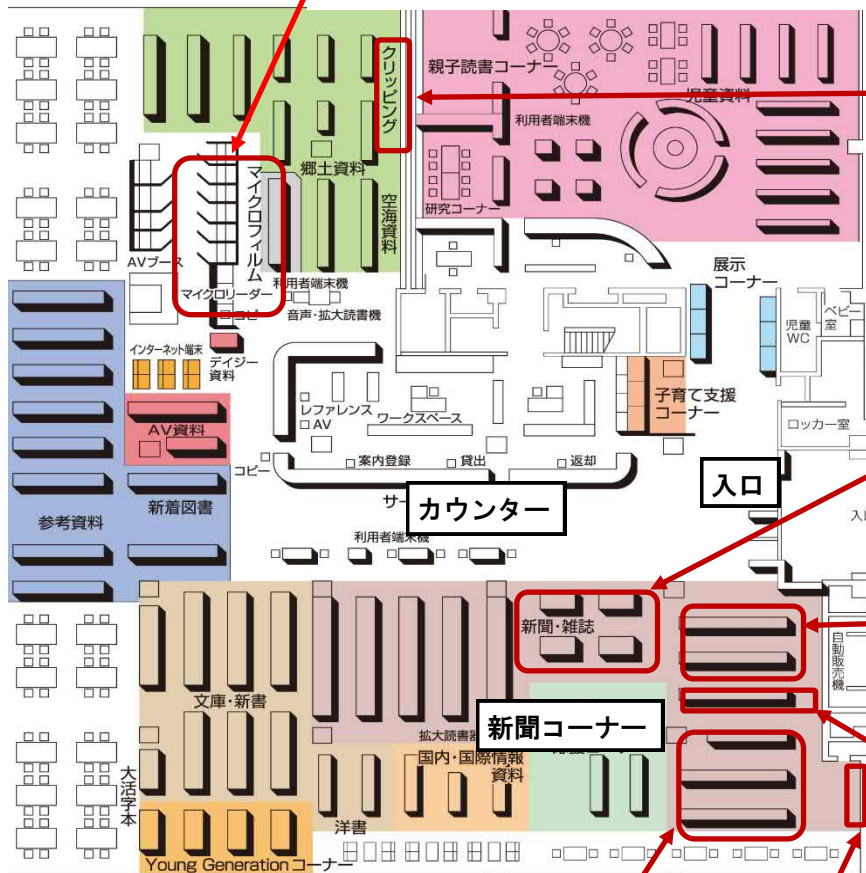 クリッピング
親子読書コーナー
児童資料
利用者端末機
郷土資料
マイクロフィルム
空海資料
研究コーナー
AVブース
マイクロリーダー
利用者端末機
コピー
音声・拡大読書機
展示
コーナー
児童
WC
ベビー
室
インターネット端末
デイジー
資料
子育て支援
コーナー
レファレンス
AV
ワークスペース
ロッカー室
AV資料
コピー
案内登録
貸出
返却
入口
新着図書
参考資料
カウンター
利用者端末機
新聞・雑誌
自動販売機
文庫・新書
新聞コーナー
国内・国際情報
資料
大活字本
洋書
Young Generation コーナー